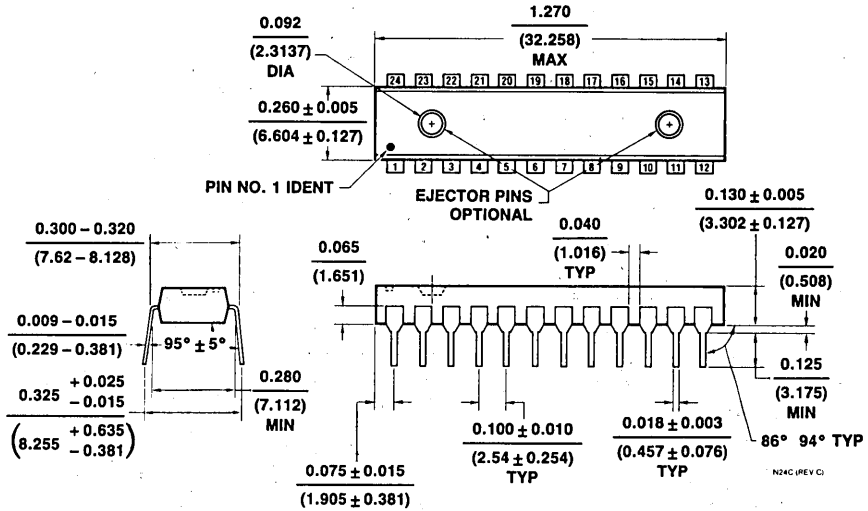 0.092
(2.3137)
DIA
1.270
(32.258)
MAX
24 23 22 21 20 19 18 17 16 15 14 13
0.260 ± 0.005
(6.604 ± 0.127)
PIN NO. 1 IDENT
1 2 3 4 5 6 7 8 9 10 11 12
EJECTOR PINS
OPTIONAL
0.130 ± 0.005
(3.302 ± 0.127)
0.300 – 0.320
(7.62 – 8.128)
0.065
(1.651)
0.040
(1.016)
TYP
0.020
(0.508)
MIN
0.009 – 0.015
(0.229 – 0.381)
95° ± 5°
0.325 + 0.025
– 0.015
(8.255 + 0.635
– 0.381)
0.280
(7.112)
MIN
0.125
(3.175)
MIN
0.075 ± 0.015
(1.905 ± 0.381)
0.100 ± 0.010
(2.54 ± 0.254)
TYP
0.018 ± 0.003
(0.457 ± 0.076)
TYP
86° 94° TYP
N24C (REV C)